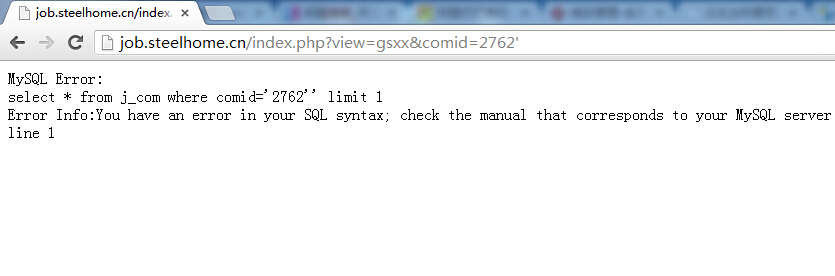 job.steelhome.cn/index.
job.steelhome.cn/index.php?view=gsxx&comid=2762'
MySQL Error:
select * from j_com where comid='2762'' limit 1
Error Info:You have an error in your SQL syntax; check the manual that corresponds to your MySQL server
line 1